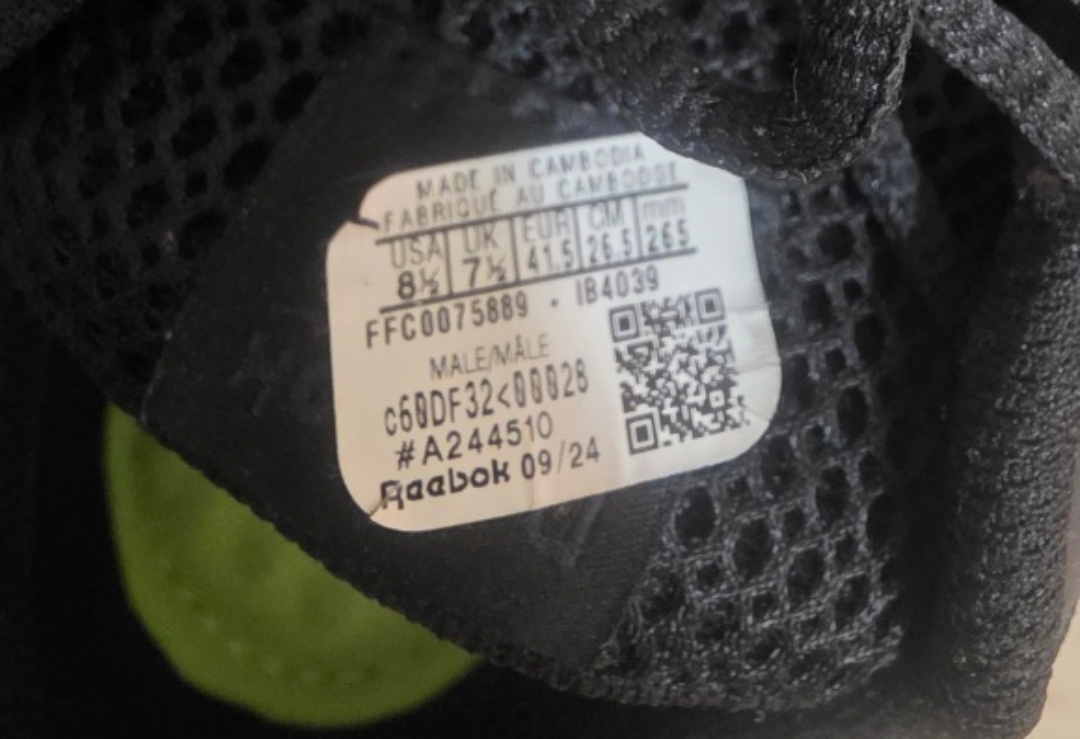 MADE IN CAMBODIA
FABRIQUÉ AU CAMBODGE
USA UK EUR CM mm
8½ 7½ 41.5 26.5 265
FFC0075889 · IB4039
MALE/MÂLE
c60DF32<00028
#A244510
Reebok 09/24